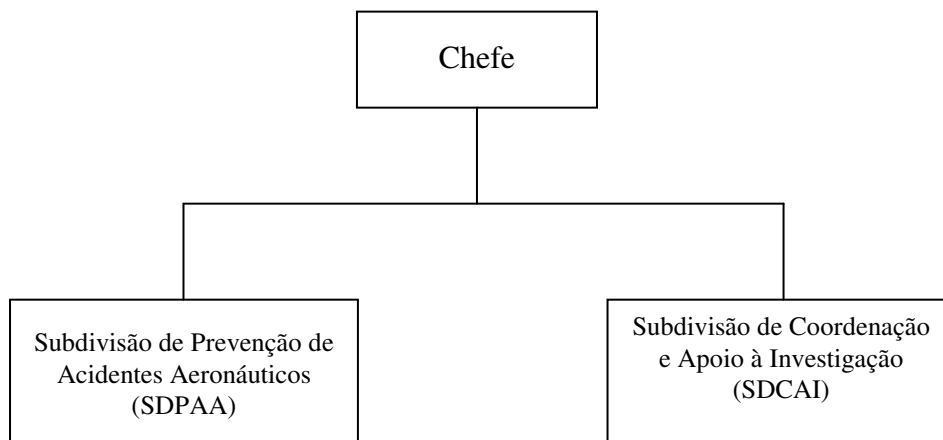 Chefe
Subdivisão de Prevenção de
Acidentes Aeronáuticos
(SDPAA)
Subdivisão de Coordenação
e Apoio à Investigação
(SDCAI)